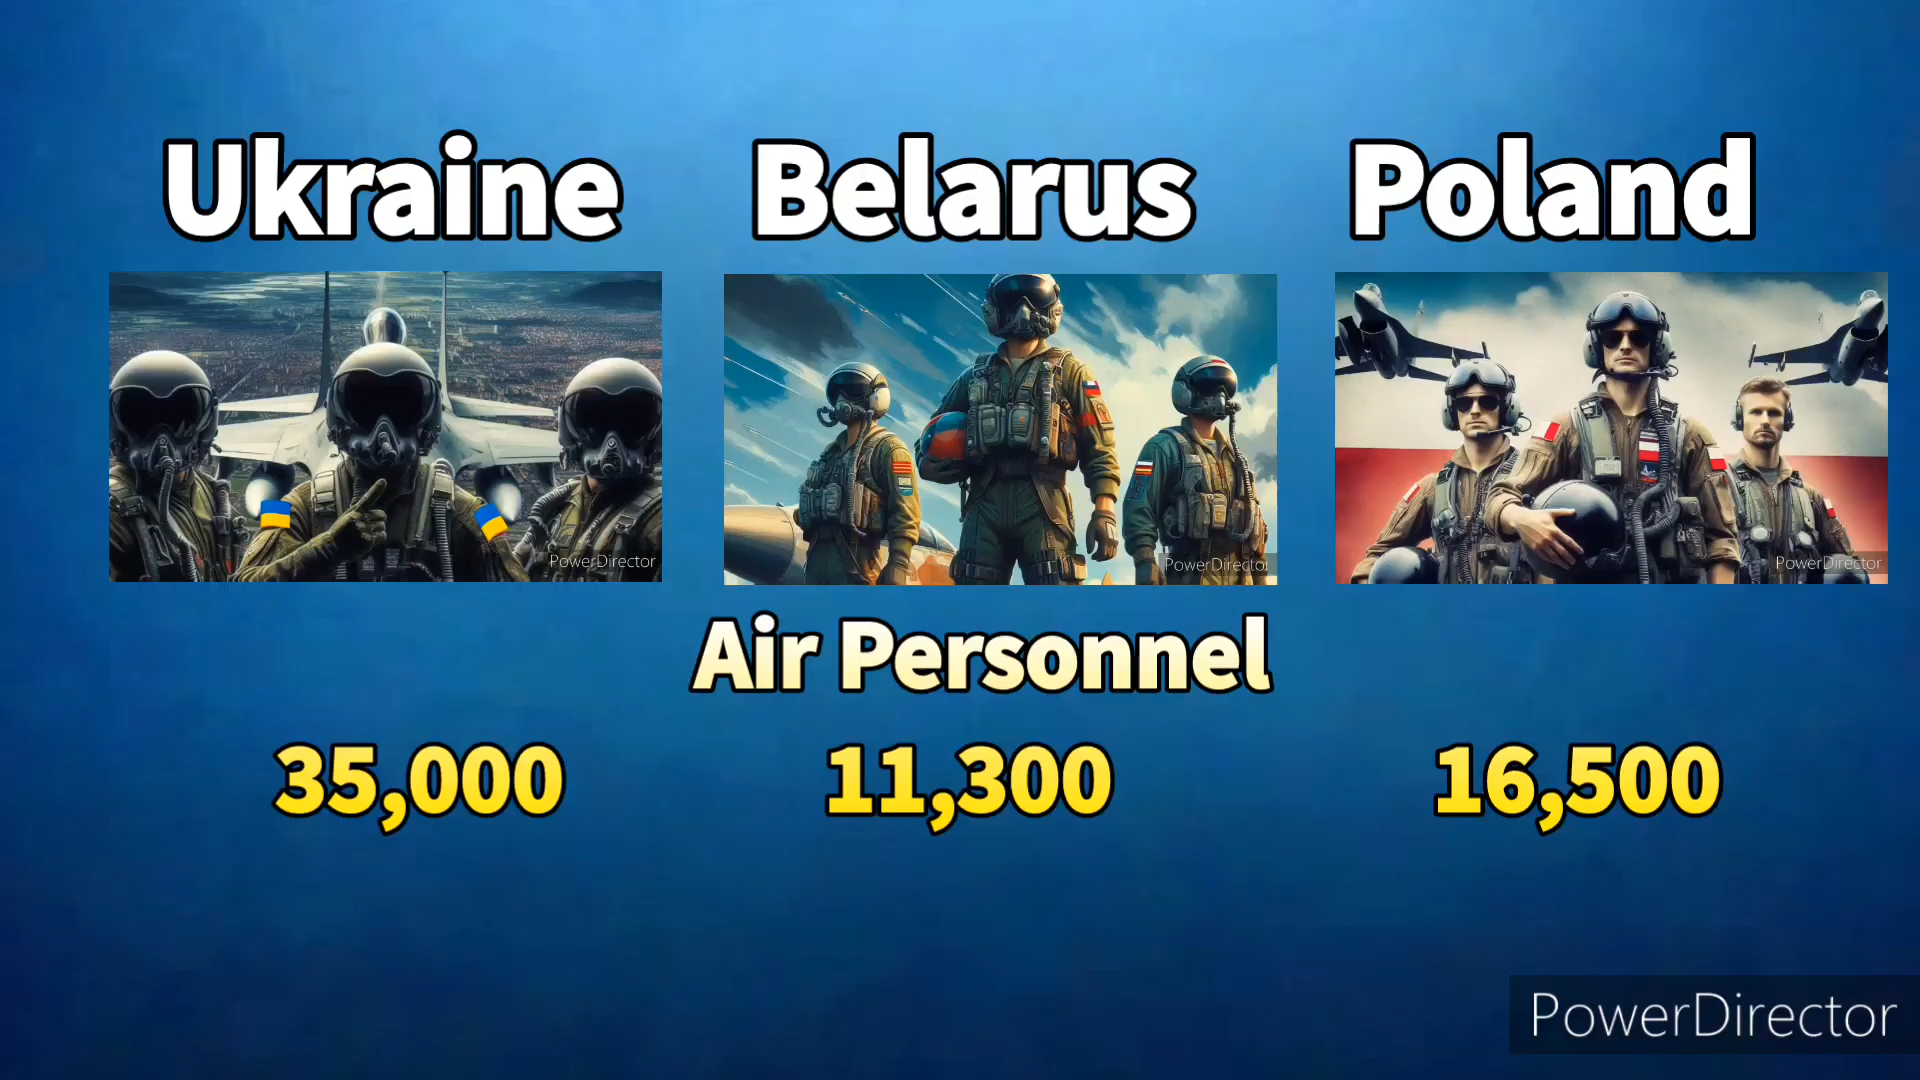 Ukraine Belarus Poland
PowerDirector PowerDirector PowerDirector
Air Personnel
35,000 11,300 16,500
PowerDirector